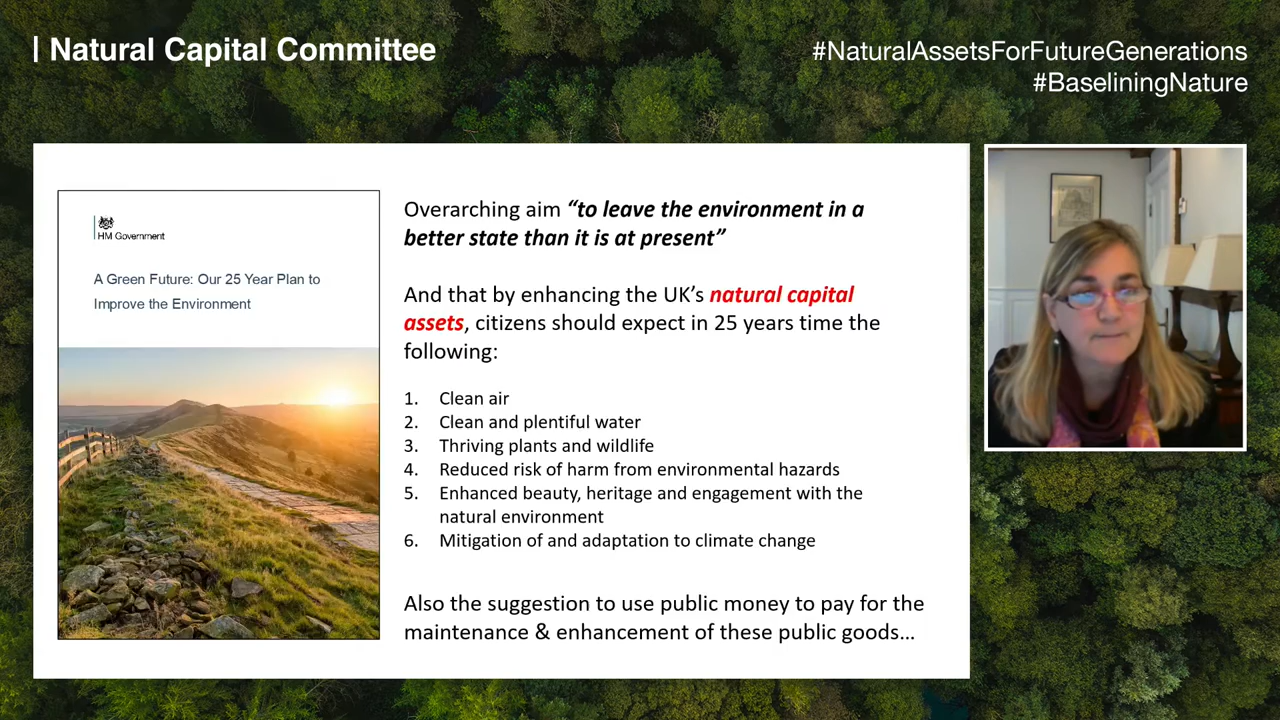 | Natural Capital Committee
#NaturalAssetsForFutureGenerations
#BaseliningNature
HM Government
A Green Future: Our 25 Year Plan to
Improve the Environment
Overarching aim “to leave the environment in a
better state than it is at present”
And that by enhancing the UK’s natural capital
assets, citizens should expect in 25 years time the
following:
1. Clean air
2. Clean and plentiful water
3. Thriving plants and wildlife
4. Reduced risk of harm from environmental hazards
5. Enhanced beauty, heritage and engagement with the
natural environment
6. Mitigation of and adaptation to climate change
Also the suggestion to use public money to pay for the
maintenance & enhancement of these public goods…